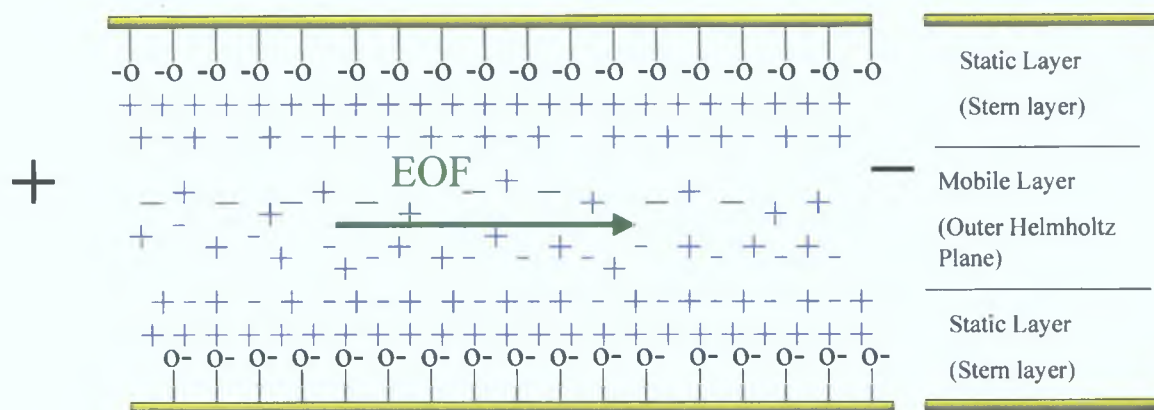 -O -O -O -O -O -O -O -O -O -O -O -O -O -O -O -O -O -O
+
EOF
−
O- O- O- O- O- O- O- O- O- O- O- O- O- O- O- O- O-
Static Layer
(Stern layer)
Mobile Layer
(Outer Helmholtz
Plane)
Static Layer
(Stern layer)